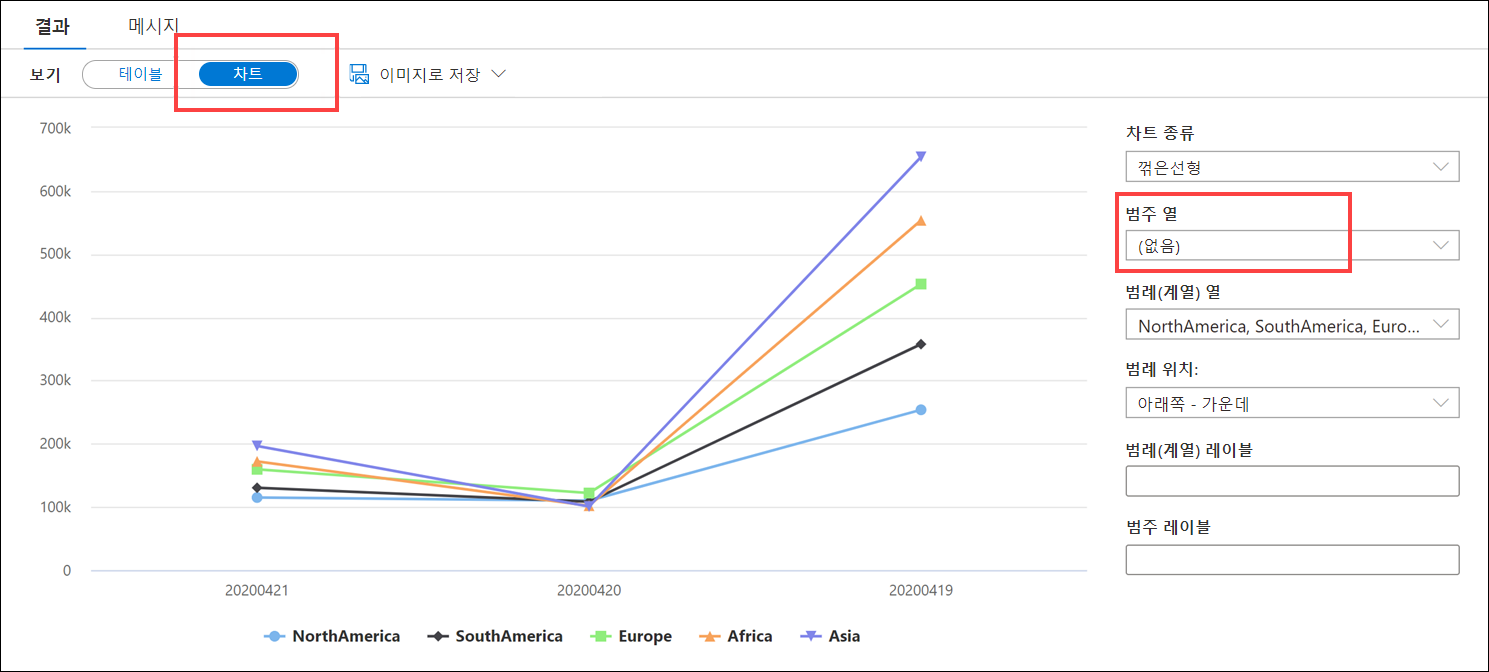 결과 메시지
보기 테이블 차트 이미지로 저장
700k
600k
500k
400k
300k
200k
100k
0
20200421 20200420 20200419
NorthAmerica SouthAmerica Europe Africa Asia
차트 종류
꺾은선형
범주 열
(없음)
범례(계열) 열
NorthAmerica, SouthAmerica, Euro...
범례 위치:
아래쪽 - 가운데
범례(계열) 레이블
범주 레이블